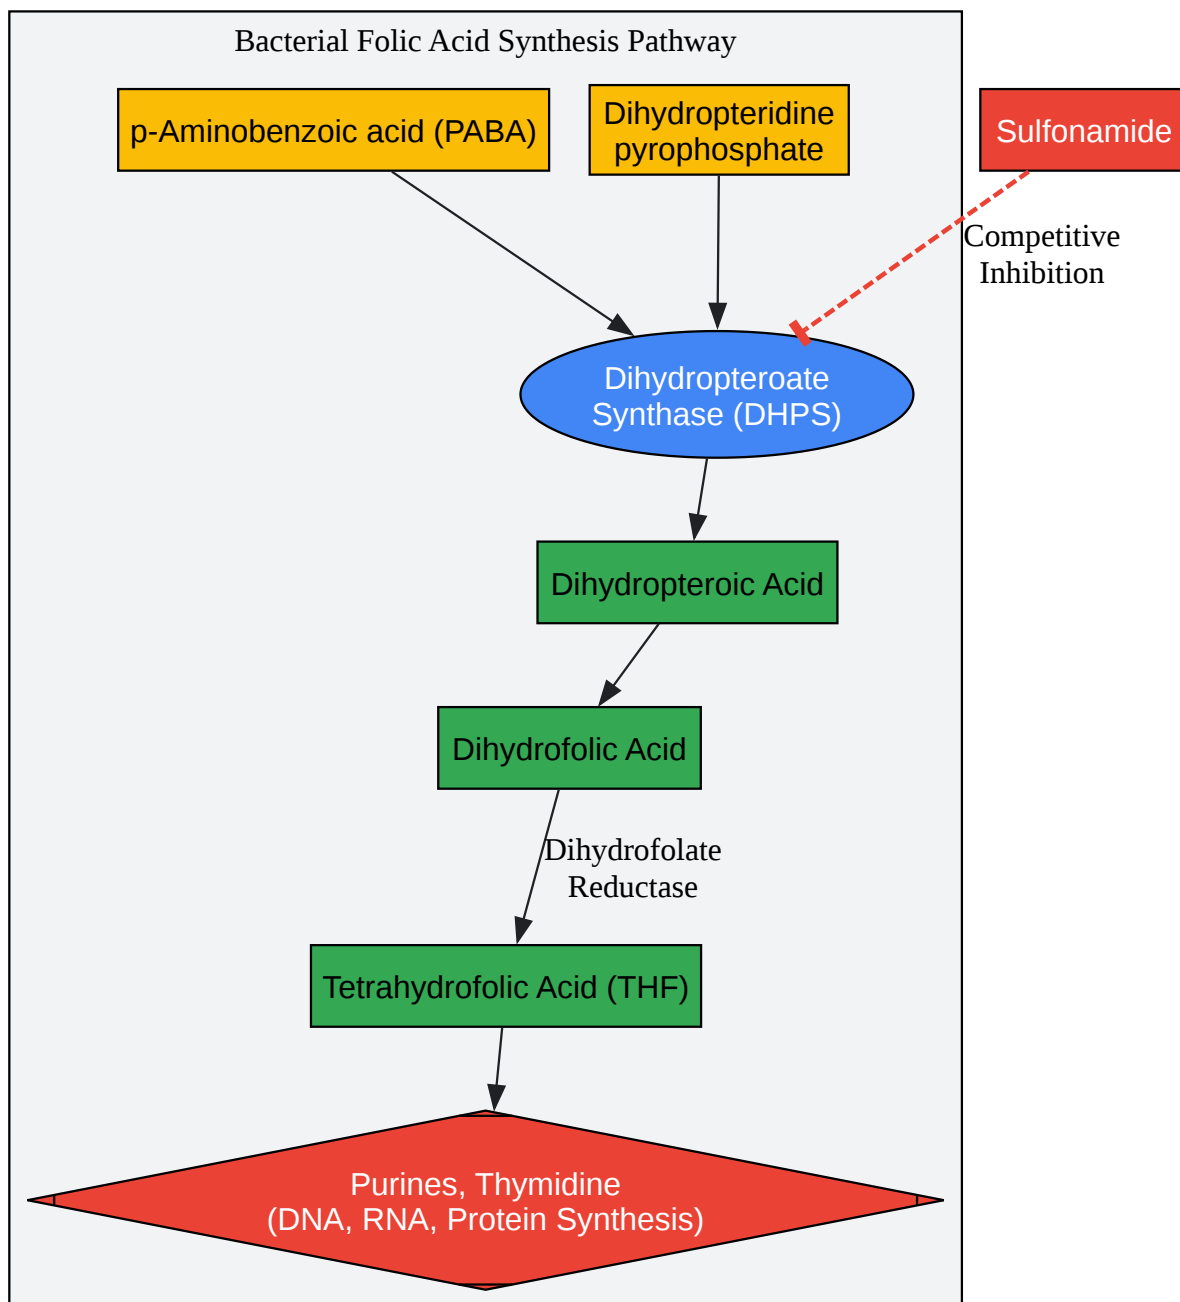 Bacterial Folic Acid Synthesis Pathway
p-Aminobenzoic acid (PABA)
Dihydropteridine
pyrophosphate
Sulfonamide
Competitive
Inhibition
Dihydropteroate
Synthase (DHPS)
Dihydropteroic Acid
Dihydrofolic Acid
Dihydrofolate
Reductase
Tetrahydrofolic Acid (THF)
Purines, Thymidine
(DNA, RNA, Protein Synthesis)